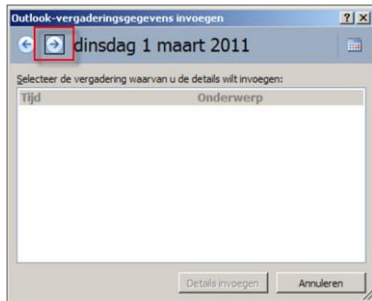 Outlook-vergaderingsgegevens invoegen
dinsdag 1 maart 2011
Selecteer de vergadering waarvan u de details wilt invoegen:
Tijd Onderwerp
Details invoegen Annuleren